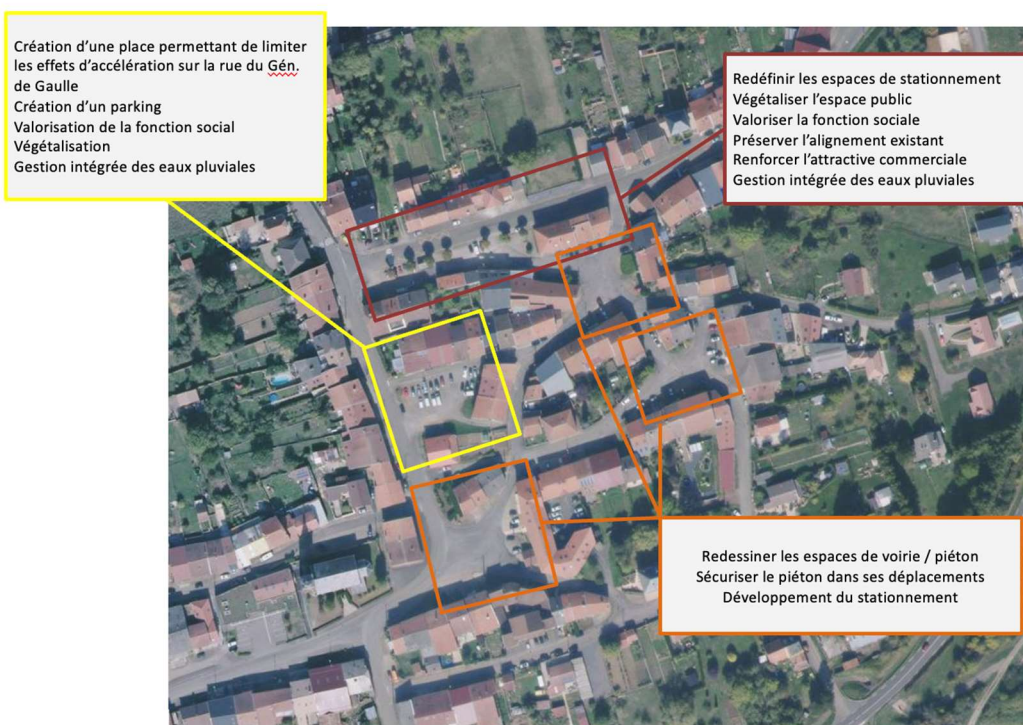 Création d’une place permettant de limiter
les effets d’accélération sur la rue du Gén.
de Gaulle
Création d’un parking
Valorisation de la fonction social
Végétalisation
Gestion intégrée des eaux pluviales
Redéfinir les espaces de stationnement
Végétaliser l’espace public
Valoriser la fonction sociale
Préserver l’alignement existant
Renforcer l’attractive commerciale
Gestion intégrée des eaux pluviales
Redessiner les espaces de voirie / piéton
Sécuriser le piéton dans ses déplacements
Développement du stationnement